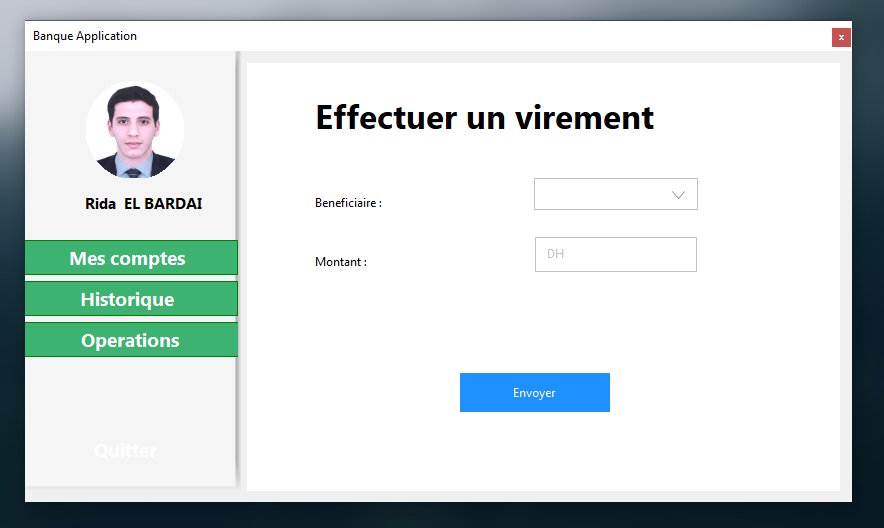 Banque Application
x
Rida EL BARDAI
Mes comptes
Historique
Operations
Quitter
Effectuer un virement
Beneficiaire :
Montant :
DH
Envoyer